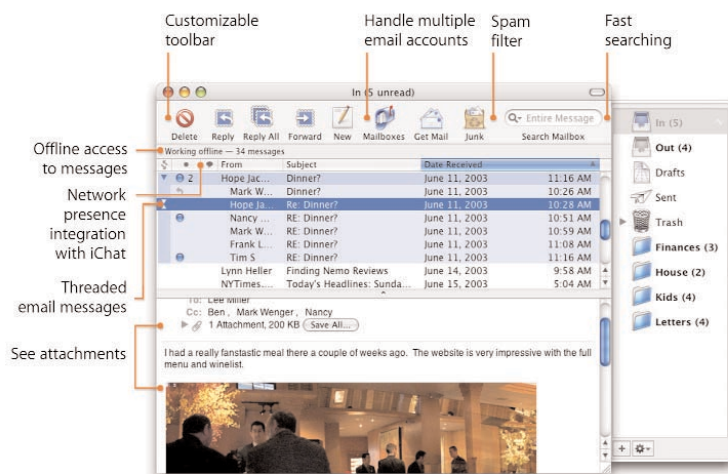 Customizable
toolbar
Handle multiple
email accounts
Spam
filter
Fast
searching
In (5 unread)
Delete Reply Reply All Forward New Mailboxes Get Mail Junk Entire Message Search Mailbox
Offline access
to messages
Working offline — 34 messages
From Subject Date Received
2 Hope Jac... Dinner? June 11, 2003 11:16 AM
Mark W... Dinner? June 11, 2003 10:26 AM
Hope Ja... Re: Dinner? June 11, 2003 10:28 AM
Nancy ... RE: Dinner? June 11, 2003 10:51 AM
Mark W... RE: Dinner? June 11, 2003 10:59 AM
Frank L... RE: Dinner? June 11, 2003 11:08 AM
Tim S RE: Dinner? June 11, 2003 11:16 AM
Lynn Heller Finding Nemo Reviews June 14, 2003 9:58 AM
NYTimes.... Today's Headlines: Sunda... June 15, 2003 5:04 AM
Network
presence
integration
with iChat
Threaded
email messages
See attachments
To: Lee Miller
Cc: Ben, Mark Wenger, Nancy
1 Attachment, 200 KB Save All...
I had a really fantastic meal there a couple of weeks ago. The website is very impressive with the full
menu and winelist.
In (5)
Out (4)
Drafts
Sent
Trash
Finances (3)
House (2)
Kids (4)
Letters (4)